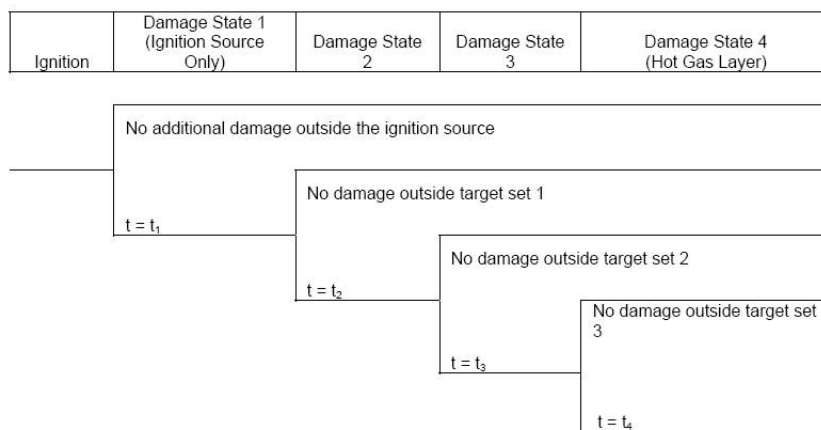 Ignition
Damage State 1
(Ignition Source
Only)
Damage State
2
Damage State
3
Damage State 4
(Hot Gas Layer)
No additional damage outside the ignition source
No damage outside target set 1
t = t₁
No damage outside target set 2
t = t₂
No damage outside target set
3
t = t₃
t = t₄